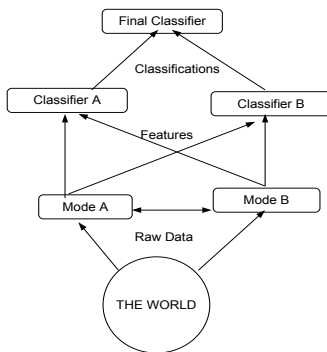 Final Classifier
Classifications
Classifier A
Classifier B
Features
Mode A
Mode B
Raw Data
THE WORLD